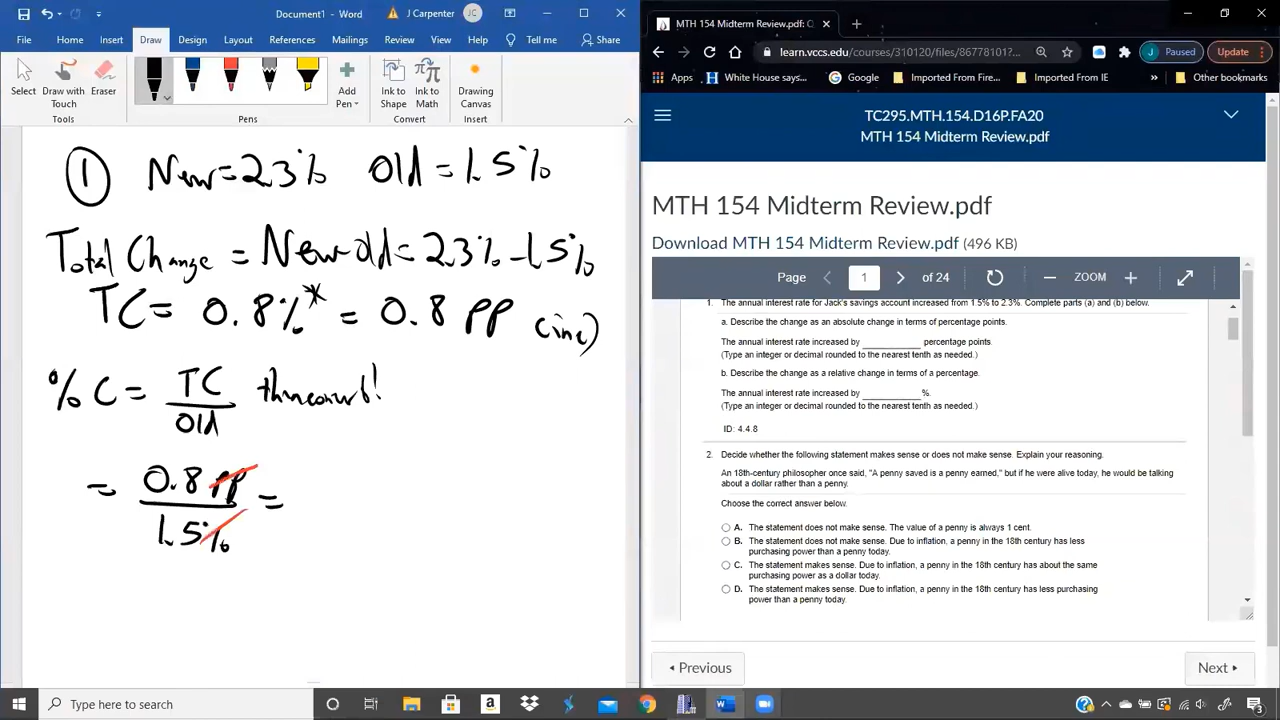 Document1 - Word
J Carpenter
JC
File
Home
Insert
Draw
Design
Layout
References
Mailings
Review
View
Help
Tell me
Share
Select
Draw with Touch
Eraser
Add Pen
Ink to Shape
Ink to Math
Drawing Canvas
Tools
Pens
Convert
Insert
① New = 2.3% Old = 1.5%
Total Change = New-old = 2.3% - 1.5%
TC = 0.8%* = 0.8 pp (inc)
% C = TC / Old then convert!
= 0.8 pp / 1.5% =
Type here to search
MTH 154 Midterm Review.pdf: C
learn.vccs.edu/courses/310120/files/86778101?...
J
Paused
Update
Apps
White House says...
Google
Imported From Fire...
Imported From IE
»
Other bookmarks
TC295.MTH.154.D16P.FA20
MTH 154 Midterm Review.pdf
MTH 154 Midterm Review.pdf
Download MTH 154 Midterm Review.pdf (496 KB)
Page 1 of 24 ZOOM
1. The annual interest rate for Jack's savings account increased from 1.5% to 2.3%. Complete parts (a) and (b) below.
a. Describe the change as an absolute change in terms of percentage points.
The annual interest rate increased by ________ percentage points.
(Type an integer or decimal rounded to the nearest tenth as needed.)
b. Describe the change as a relative change in terms of a percentage.
The annual interest rate increased by ________%.
(Type an integer or decimal rounded to the nearest tenth as needed.)
ID: 4.4.8
2. Decide whether the following statement makes sense or does not make sense. Explain your reasoning.
An 18th-century philosopher once said, "A penny saved is a penny earned," but if he were alive today, he would be talking
about a dollar rather than a penny.
Choose the correct answer below.
A. The statement does not make sense. The value of a penny is always 1 cent.
B. The statement does not make sense. Due to inflation, a penny in the 18th century has less
purchasing power than a penny today.
C. The statement makes sense. Due to inflation, a penny in the 18th century has about the same
purchasing power as a dollar today.
D. The statement makes sense. Due to inflation, a penny in the 18th century has less purchasing
power than a penny today.
Previous
Next